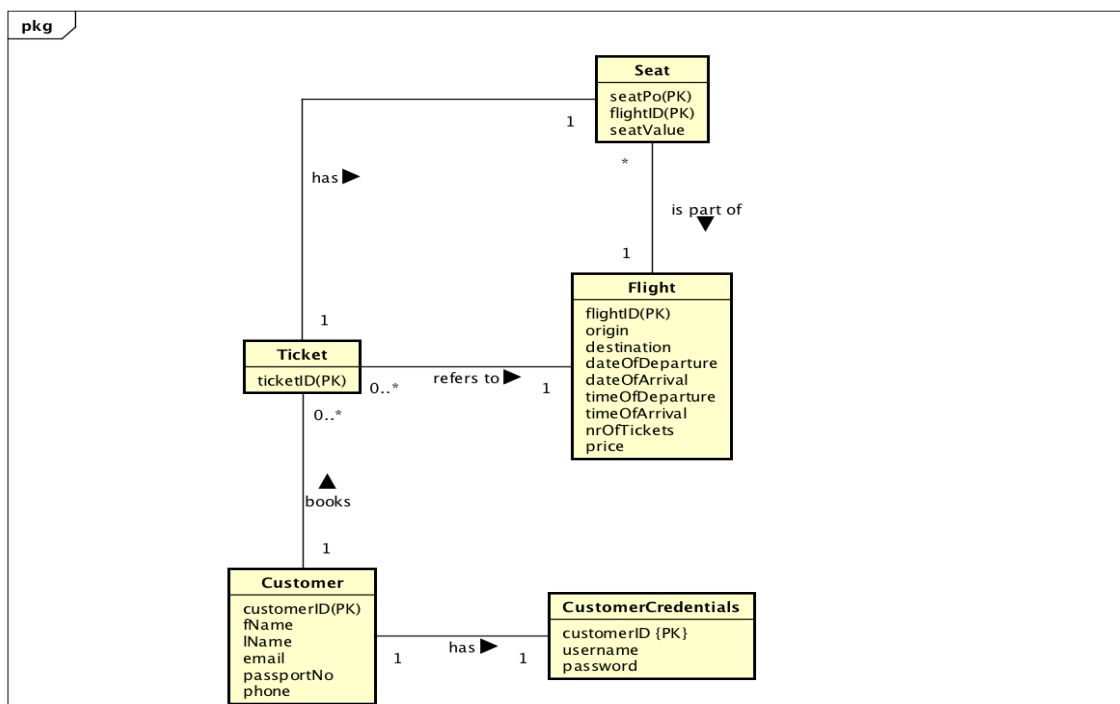 pkg
Seat
seatPo(PK)
flightID(PK)
seatValue
1
*
has
is part of
1
Flight
flightID(PK)
origin
destination
dateOfDeparture
dateOfArrival
timeOfDeparture
timeOfArrival
nrOfTickets
price
1
Ticket
ticketID(PK)
0..*
refers to
1
0..*
books
1
Customer
customerID(PK)
fName
lName
email
passportNo
phone
1
has
1
CustomerCredentials
customerID {PK}
username
password